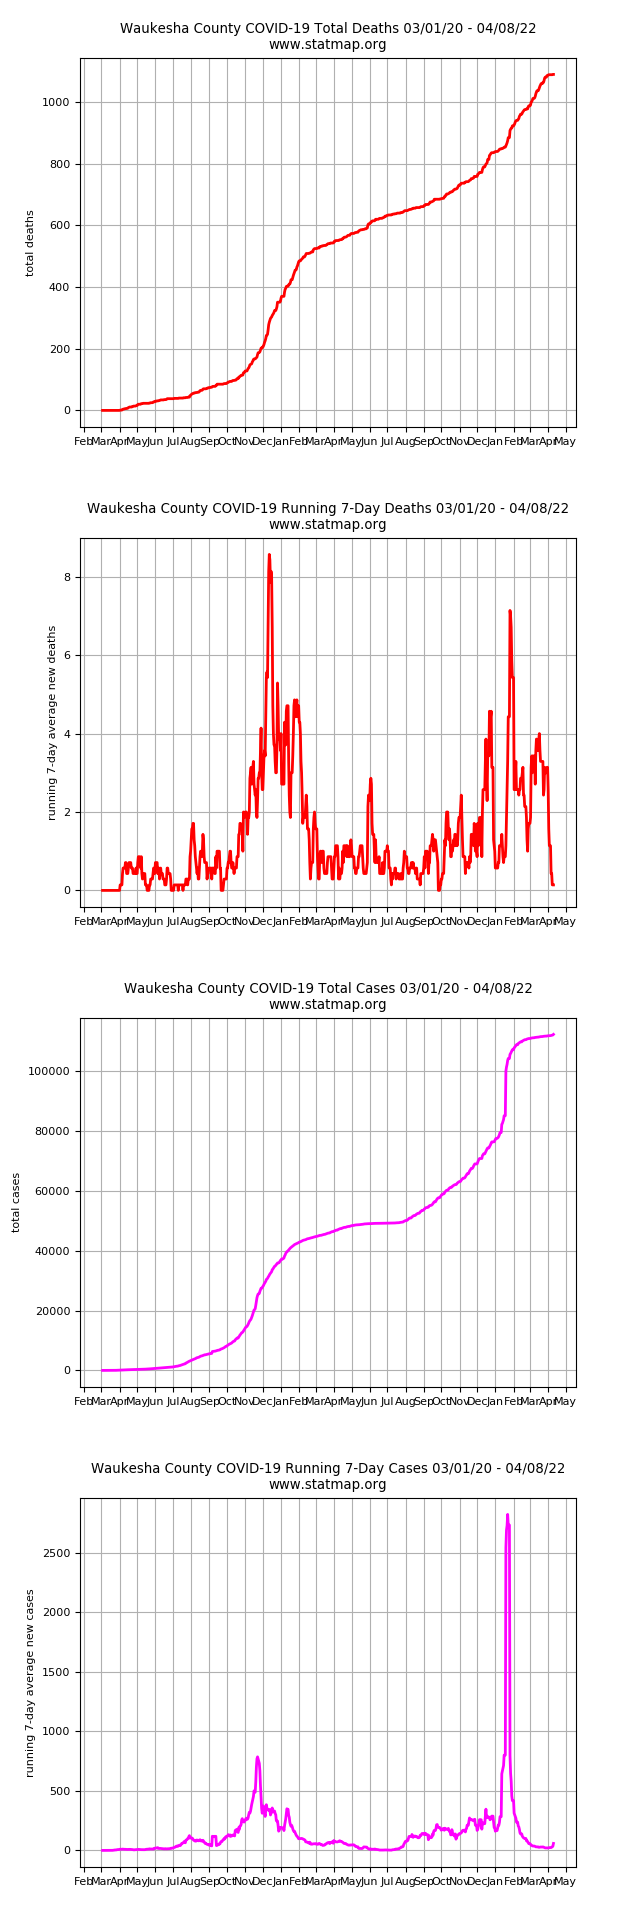 Waukesha County COVID-19 Total Deaths 03/01/20 - 04/08/22
www.statmap.org
total deaths
1000
800
600
400
200
0
Feb Mar Apr May Jun Jul Aug Sep Oct Nov Dec Jan Feb Mar Apr May Jun Jul Aug Sep Oct Nov Dec Jan Feb Mar Apr May
Waukesha County COVID-19 Running 7-Day Deaths 03/01/20 - 04/08/22
www.statmap.org
running 7-day average new deaths
8
6
4
2
0
Feb Mar Apr May Jun Jul Aug Sep Oct Nov Dec Jan Feb Mar Apr May Jun Jul Aug Sep Oct Nov Dec Jan Feb Mar Apr May
Waukesha County COVID-19 Total Cases 03/01/20 - 04/08/22
www.statmap.org
total cases
100000
80000
60000
40000
20000
0
Feb Mar Apr May Jun Jul Aug Sep Oct Nov Dec Jan Feb Mar Apr May Jun Jul Aug Sep Oct Nov Dec Jan Feb Mar Apr May
Waukesha County COVID-19 Running 7-Day Cases 03/01/20 - 04/08/22
www.statmap.org
running 7-day average new cases
2500
2000
1500
1000
500
0
Feb Mar Apr May Jun Jul Aug Sep Oct Nov Dec Jan Feb Mar Apr May Jun Jul Aug Sep Oct Nov Dec Jan Feb Mar Apr May